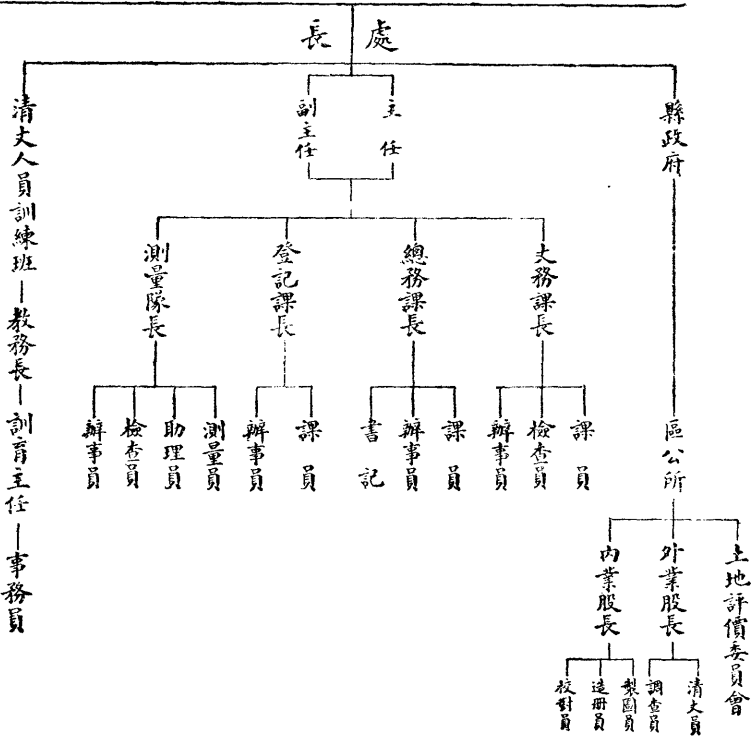 處長
縣政府
主任
副主任
清丈人員訓練班
教務長
訓育主任
事務員
丈務課長
總務課長
登記課長
測量隊長
課員
檢查員
辦事員
課員
辦事員
書記
課員
辦事員
測量員
助理員
檢查員
辦事員
區公所
土地評價委員會
外業股長
內業股長
清丈員
調查員
製圖員
造冊員
校對員